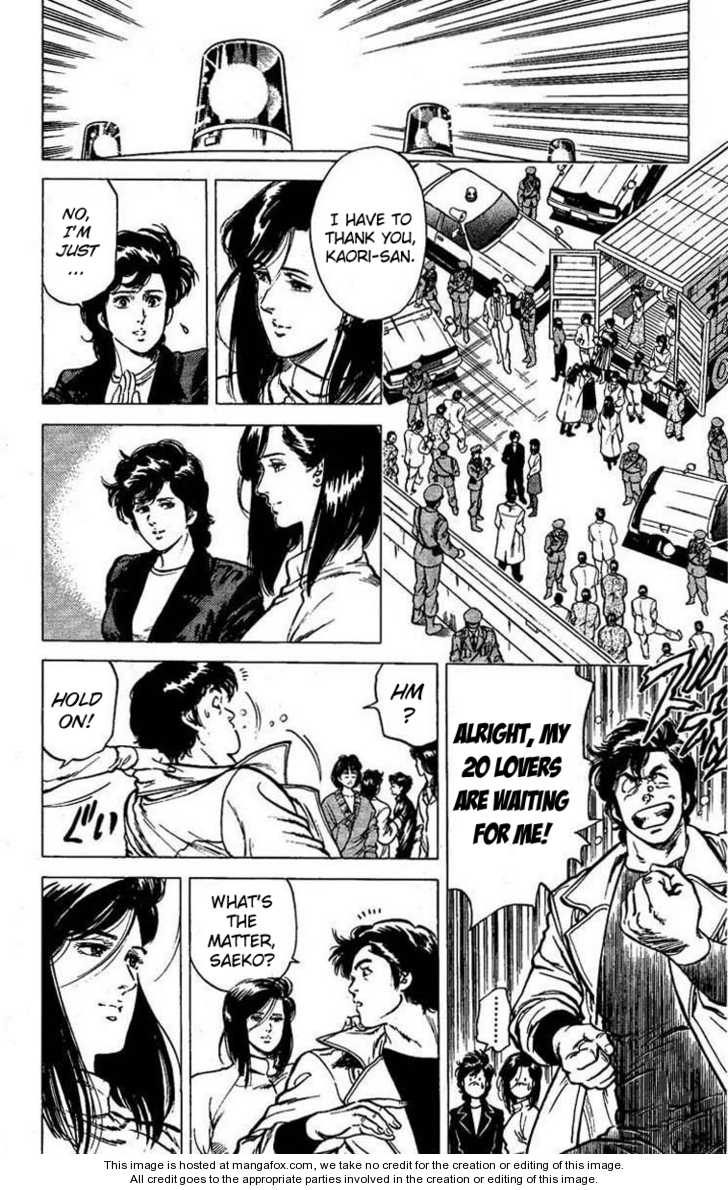 I HAVE TO
THANK YOU,
KAORI-SAN.
NO,
I'M
JUST
...
HM
?
HOLD
ON!
ALRIGHT, MY
20 LOVERS
ARE WAITING
FOR ME!
........
WHAT'S
THE
MATTER,
SAEKO?
ぐい
This image is hosted at mangafox.com, we take no credit for the creation or editing of this image.
All credit goes to the appropriate parties involved in the creation or editing of this image.